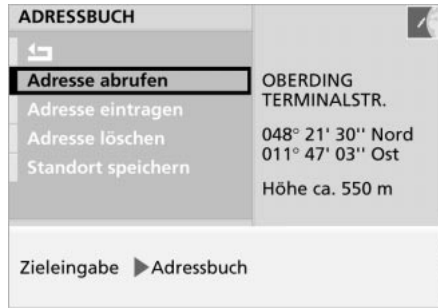 ADRESSBUCH
Adresse abrufen
Adresse eintragen
Adresse löschen
Standort speichern
OBERDING
TERMINALSTR.
048° 21' 30'' Nord
011° 47' 03'' Ost
Höhe ca. 550 m
Zieleingabe ▶Adressbuch